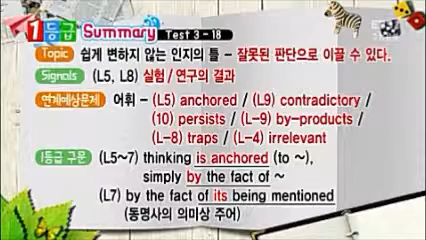 1등급 Summary Test 3 - 18
Topic 쉽게 변하지 않는 인지의 틀 - 잘못된 판단으로 이끌 수 있다.
Signals (L5, L8) 실험/연구의 결과
연계예상문제 어휘 - (L5) anchored / (L9) contradictory /
(10) persists / (L-9) by-products /
(L-8) traps / (L-4) irrelevant
1등급 구문 (L5~7) thinking is anchored (to ~),
simply by the fact of ~
(L7) by the fact of its being mentioned
(동명사의 의미상 주어)